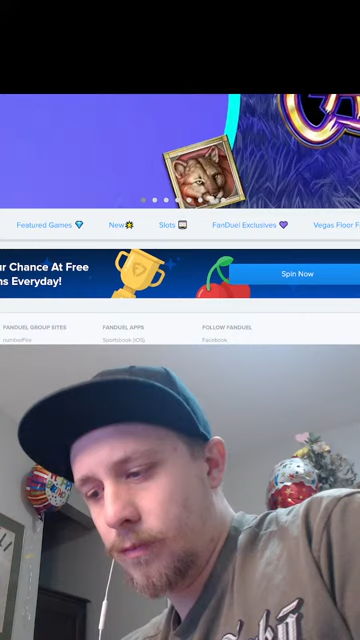 Featured Games
New
Slots
FanDuel Exclusives
Vegas Floor F
ur Chance At Free
ns Everyday!
Spin Now
FANDUEL GROUP SITES
FANDUEL APPS
FOLLOW FANDUEL
numberFire
Sportsbook (iOS)
Facebook